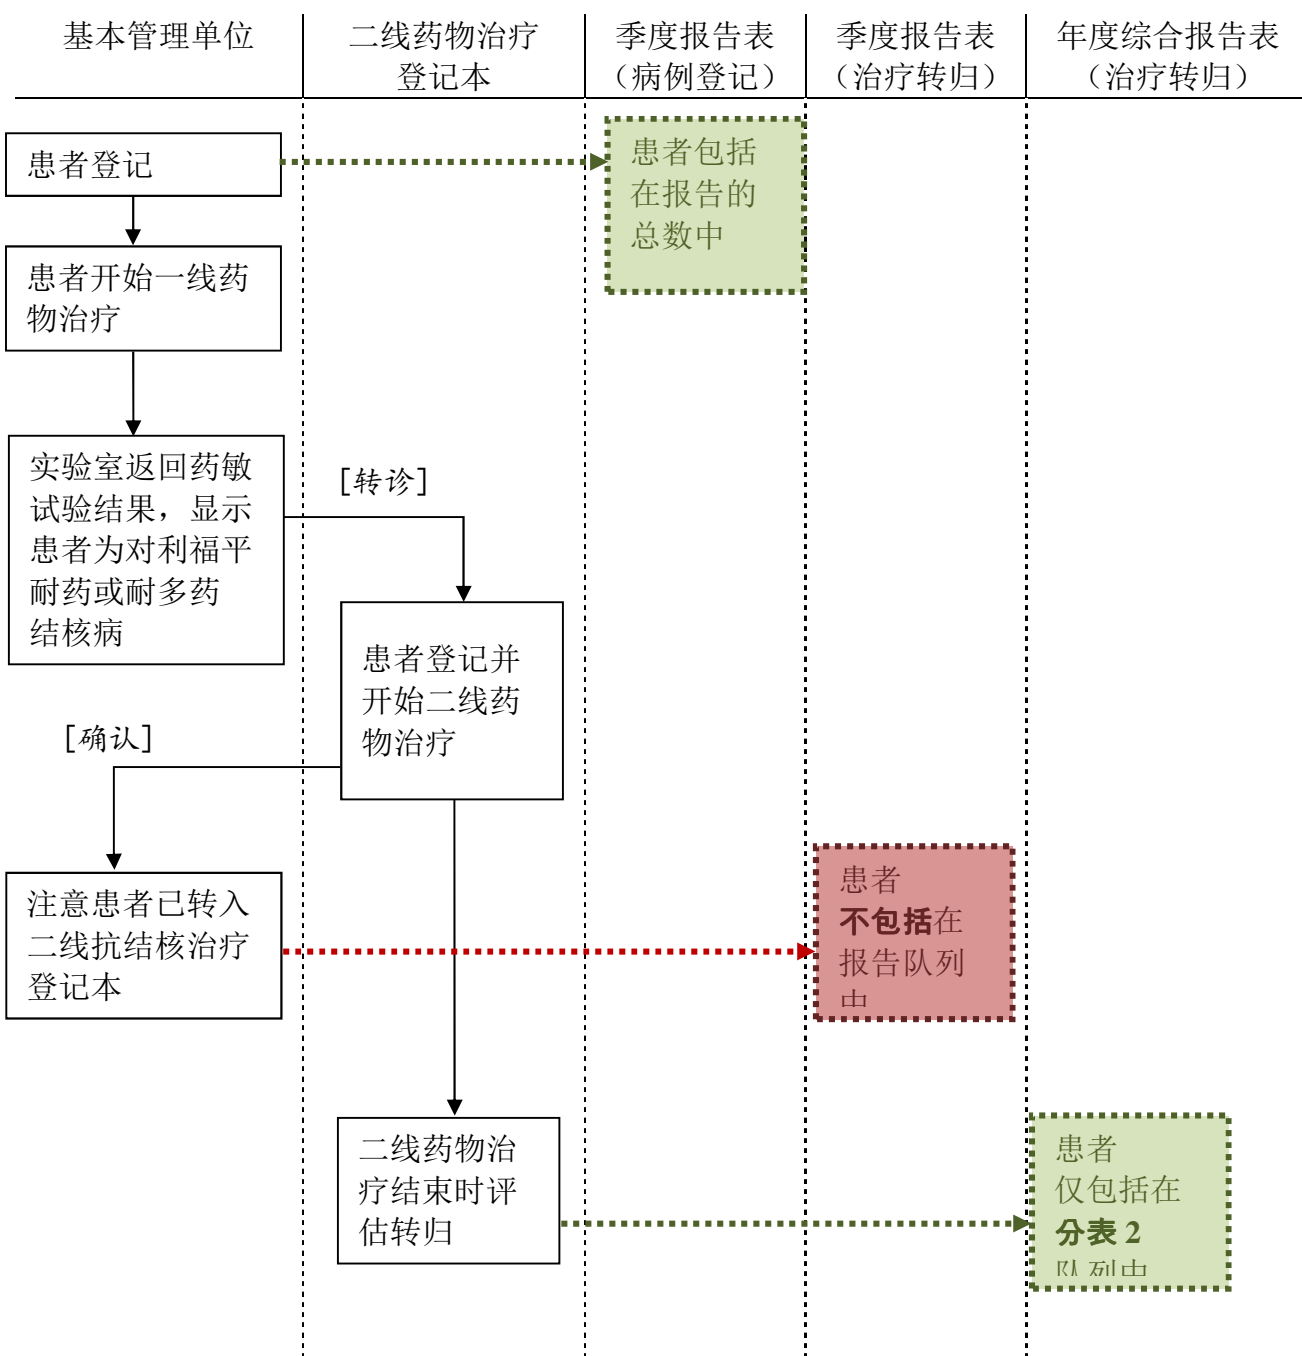 基本管理单位
二线药物治疗
登记本
季度报告表
（病例登记）
季度报告表
（治疗转归）
年度综合报告表
（治疗转归）
患者登记
患者包括
在报告的
总数中
患者开始一线药
物治疗
实验室返回药敏
试验结果，显示
患者为对利福平
耐药或耐多药
结核病
[转诊]
患者登记并
开始二线药
物治疗
[确认]
注意患者已转入
二线抗结核治疗
登记本
患者
不包括在
报告队列
中
二线药物治
疗结束时评
估转归
患者
仅包括在
分表 2
队列中